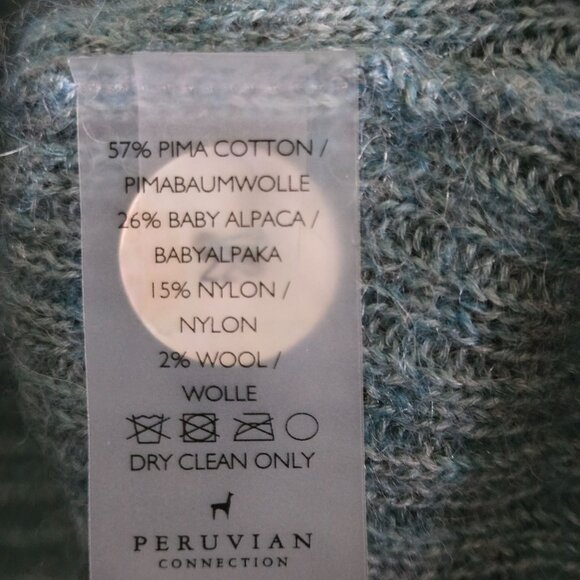 57% PIMA COTTON /
PIMABAUMWOLLE
26% BABY ALPACA /
BABYALPAKA
15% NYLON /
NYLON
2% WOOL /
WOLLE
DRY CLEAN ONLY
PERUVIAN
CONNECTION